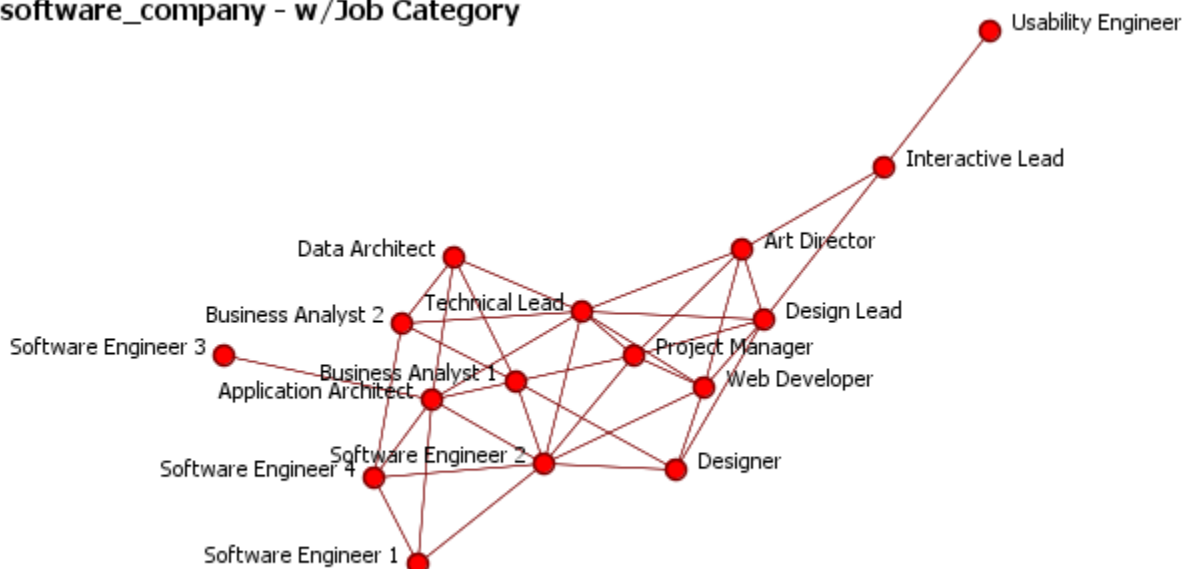 software_company - w/Job Category
Usability Engineer
Interactive Lead
Art Director
Data Architect
Technical Lead
Design Lead
Business Analyst 2
Software Engineer 3
Project Manager
Business Analyst 1
Web Developer
Application Architect
Software Engineer 2
Designer
Software Engineer 4
Software Engineer 1